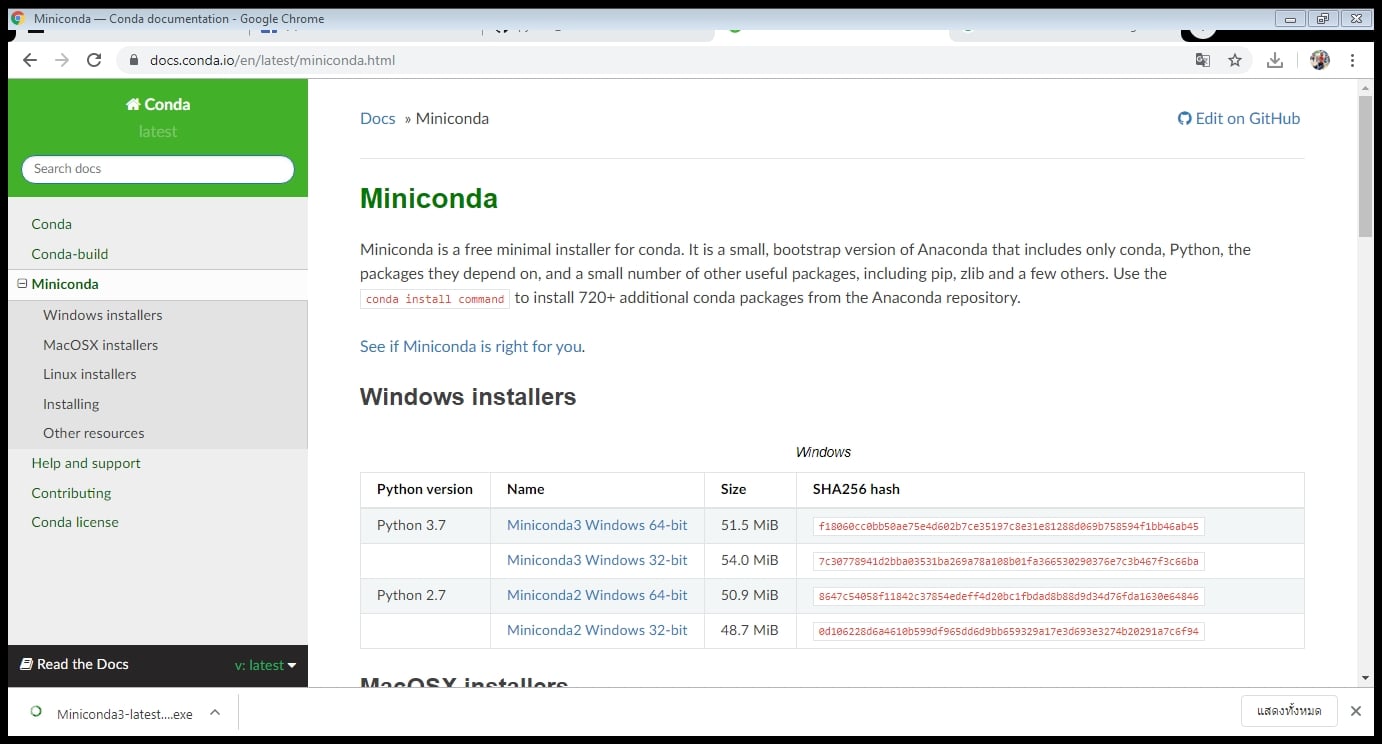 Miniconda — Conda documentation - Google Chrome
docs.conda.io/en/latest/miniconda.html
Conda
latest
Search docs
Conda
Conda-build
Miniconda
Windows installers
MacOSX installers
Linux installers
Installing
Other resources
Help and support
Contributing
Conda license
Read the Docs
v: latest
Docs » Miniconda
Edit on GitHub
Miniconda
Miniconda is a free minimal installer for conda. It is a small, bootstrap version of Anaconda that includes only conda, Python, the
packages they depend on, and a small number of other useful packages, including pip, zlib and a few others. Use the
conda install command to install 720+ additional conda packages from the Anaconda repository.
See if Miniconda is right for you.
Windows installers
Windows
Python version Name Size SHA256 hash
Python 3.7 Miniconda3 Windows 64-bit 51.5 MiB f18060cc0bb50ae75e4d602b7ce35197c8e31e81288d069b758594f1bb46ab45
Miniconda3 Windows 32-bit 54.0 MiB 7c30778941d2bba03531ba269a78a108b01fa366530290376e7c3b467f3c66ba
Python 2.7 Miniconda2 Windows 64-bit 50.9 MiB 8647c54058f11842c37854edeff4d20bc1fbdad8b88d9d34d76fda1630e64846
Miniconda2 Windows 32-bit 48.7 MiB 0d106228d6a4610b599df965dd6d9bb659329a17e3d693e3274b20291a7c6f94
MacOSX installers
Miniconda3-latest....exe
แสดงทั้งหมด